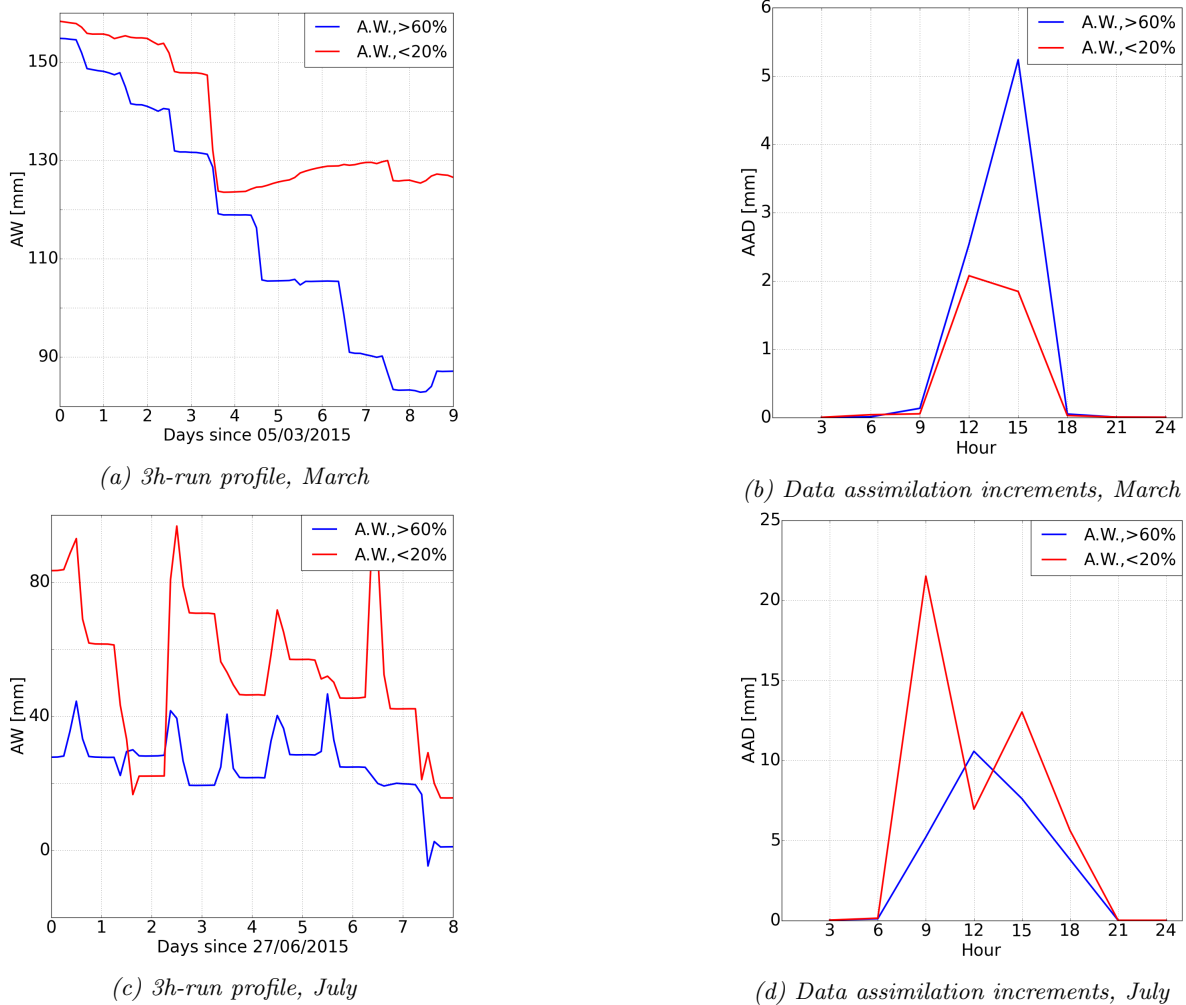 A.W.,>60%
A.W.,<20%
150
130
110
90
AW [mm]
0 1 2 3 4 5 6 7 8 9
Days since 05/03/2015
(a) 3h-run profile, March
6
5
4
3
2
1
0
AAD [mm]
A.W.,>60%
A.W.,<20%
3 6 9 12 15 18 21 24
Hour
(b) Data assimilation increments, March
A.W.,>60%
A.W.,<20%
80
40
0
AW [mm]
0 1 2 3 4 5 6 7 8
Days since 27/06/2015
(c) 3h-run profile, July
25
20
15
10
5
0
AAD [mm]
A.W.,>60%
A.W.,<20%
3 6 9 12 15 18 21 24
Hour
(d) Data assimilation increments, July